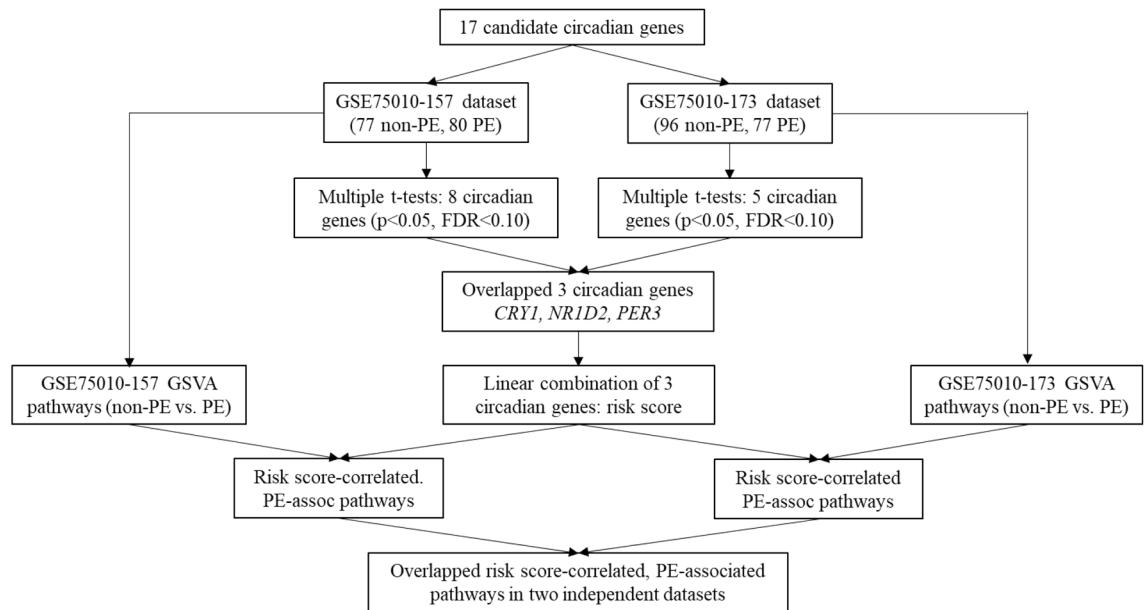 17 candidate circadian genes
GSE75010-157 dataset
(77 non-PE, 80 PE)
GSE75010-173 dataset
(96 non-PE, 77 PE)
Multiple t-tests: 8 circadian
genes (p<0.05, FDR<0.10)
Multiple t-tests: 5 circadian
genes (p<0.05, FDR<0.10)
Overlapped 3 circadian genes
CRY1, NR1D2, PER3
GSE75010-157 GSVA
pathways (non-PE vs. PE)
Linear combination of 3
circadian genes: risk score
GSE75010-173 GSVA
pathways (non-PE vs. PE)
Risk score-correlated.
PE-assoc pathways
Risk score-correlated
PE-assoc pathways
Overlapped risk score-correlated, PE-associated
pathways in two independent datasets